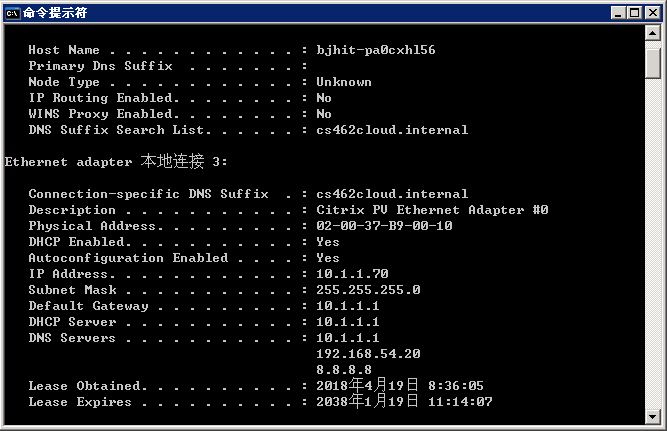 命令提示符
Host Name . . . . . . . . . . . . : bjhit-pa0cxhl56
Primary Dns Suffix  . . . . . . . :
Node Type . . . . . . . . . . . . : Unknown
IP Routing Enabled. . . . . . . . : No
WINS Proxy Enabled. . . . . . . . : No
DNS Suffix Search List. . . . . . : cs462cloud.internal
Ethernet adapter 本地连接 3:
Connection-specific DNS Suffix  . : cs462cloud.internal
Description . . . . . . . . . . . : Citrix PV Ethernet Adapter #0
Physical Address. . . . . . . . . : 02-00-37-B9-00-10
DHCP Enabled. . . . . . . . . . . : Yes
Autoconfiguration Enabled . . . . : Yes
IP Address. . . . . . . . . . . . : 10.1.1.70
Subnet Mask . . . . . . . . . . . : 255.255.255.0
Default Gateway . . . . . . . . . : 10.1.1.1
DHCP Server . . . . . . . . . . . : 10.1.1.1
DNS Servers . . . . . . . . . . . : 10.1.1.1
192.168.54.20
8.8.8.8
Lease Obtained. . . . . . . . . . : 2018年4月19日 8:36:05
Lease Expires . . . . . . . . . . : 2038年1月19日 11:14:07